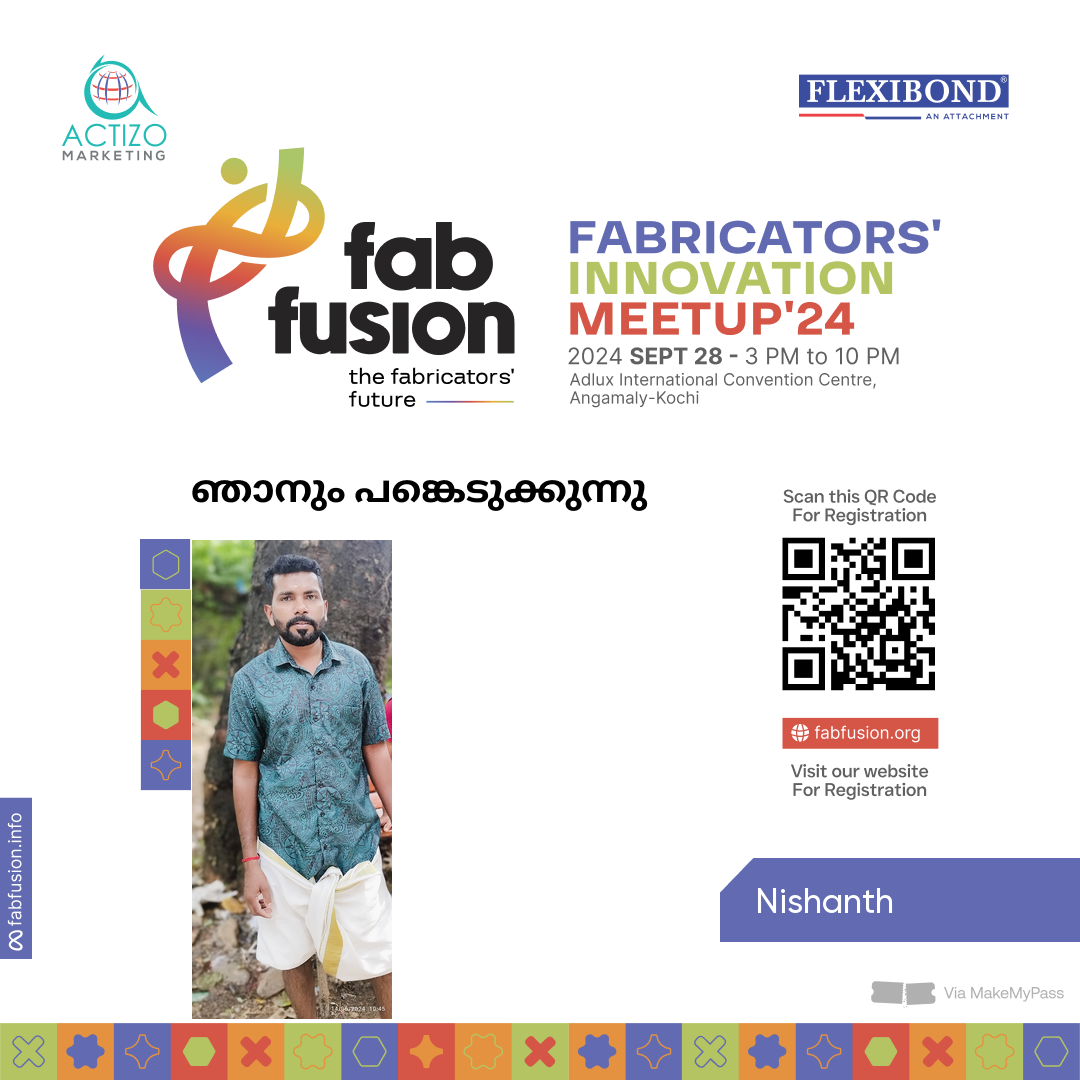 ACTIZO
MARKETING
FLEXIBOND®
AN ATTACHMENT
fab
fusion
the fabricators'
future
FABRICATORS'
INNOVATION
MEETUP'24
2024 SEPT 28 - 3 PM to 10 PM
Adlux International Convention Centre,
Angamaly-Kochi
ഞാനും പങ്കെടുക്കുന്നു
Scan this QR Code
For Registration
fabfusion.org
Visit our website
For Registration
fabfusion.info
Nishanth
Via MakeMyPass